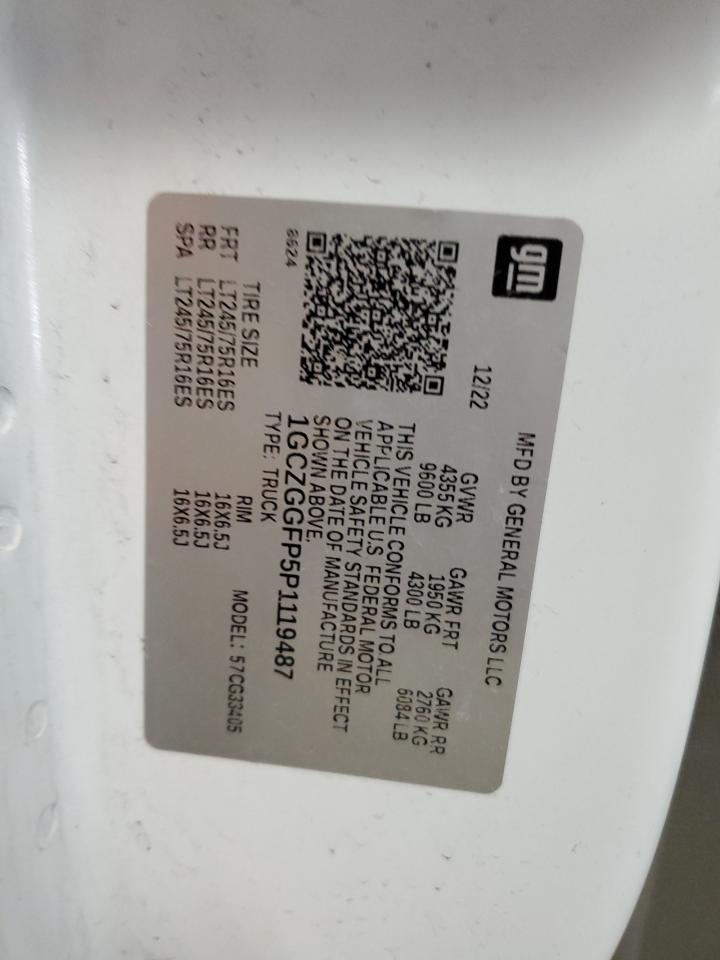 gm
MFD BY GENERAL MOTORS LLC
12/22
GVWR GAWR FRT GAWR RR
4355 KG 1950 KG 2760 KG
9600 LB 4300 LB 6084 LB
THIS VEHICLE CONFORMS TO ALL
APPLICABLE U.S. FEDERAL MOTOR
VEHICLE SAFETY STANDARDS IN EFFECT
ON THE DATE OF MANUFACTURE
SHOWN ABOVE.
1GCZGGFP5P1119487
TYPE: TRUCK
8624
MODEL: 57CG33405
TIRE SIZE RIM
FRT LT245/75R16ES 16X6.5J
RR LT245/75R16ES 16X6.5J
SPA LT245/75R16ES 16X6.5J